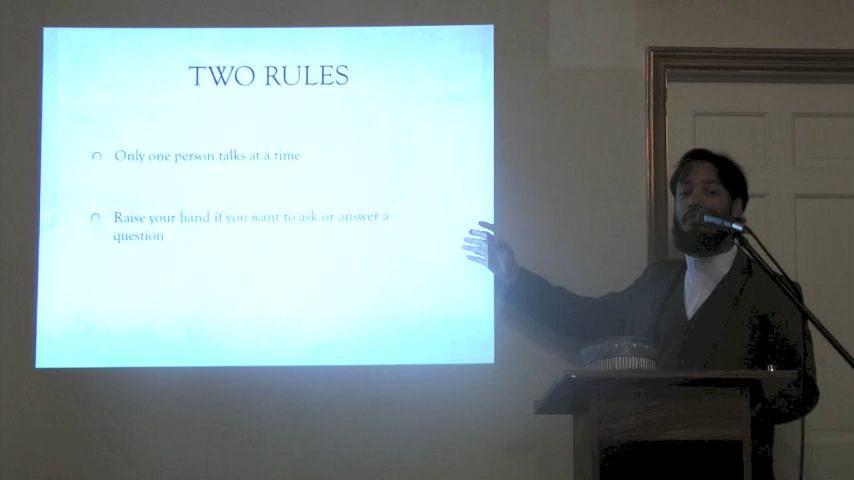 TWO RULES
Only one person talks at a time
Raise your hand if you want to ask or answer a
question